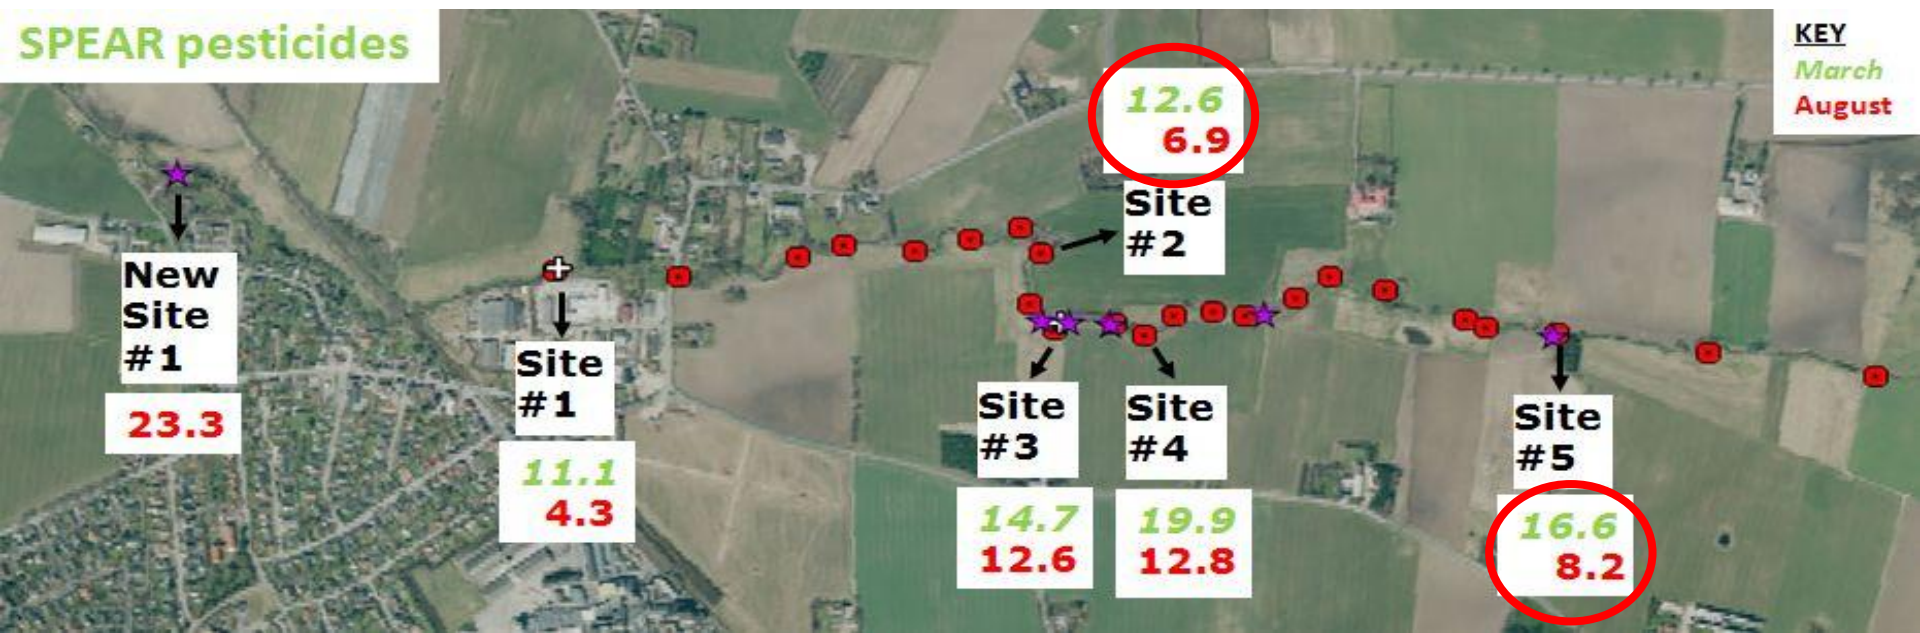 SPEAR pesticides
KEY
March
August
12.6
6.9
Site
#2
New
Site
#1
23.3
Site
#1
11.1
4.3
Site
#3
14.7
12.6
Site
#4
19.9
12.8
Site
#5
16.6
8.2